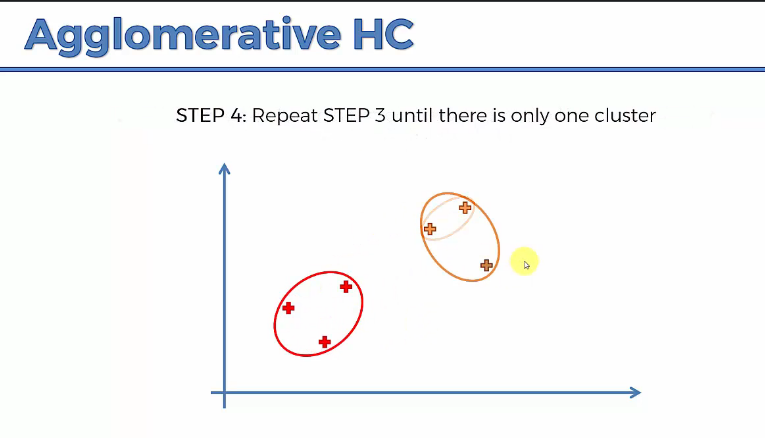 Agglomerative HC
STEP 4: Repeat STEP 3 until there is only one cluster